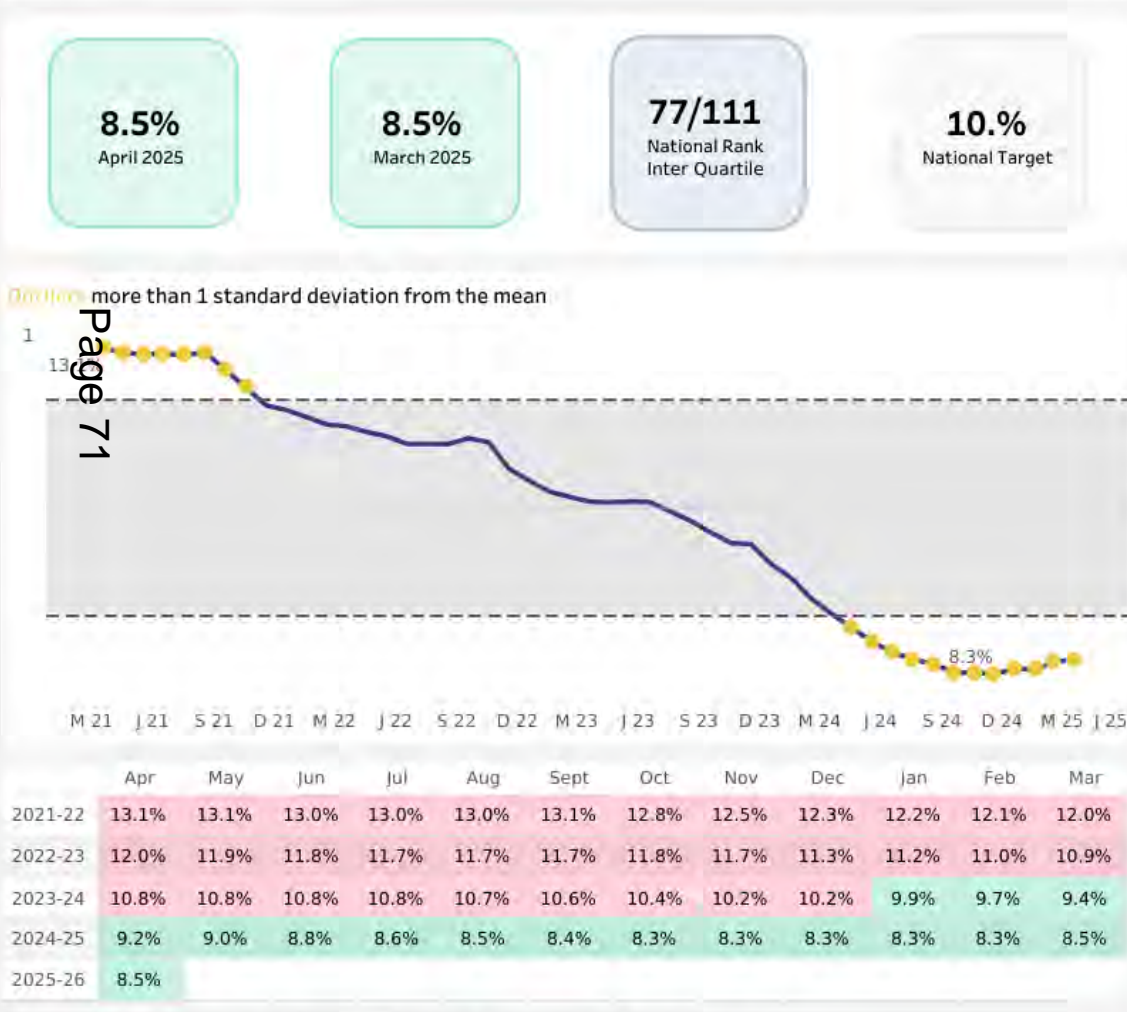 8.5%
April 2025
8.5%
March 2025
77/111
National Rank
Inter Quartile
10.%
National Target
Outliers more than 1 standard deviation from the mean
1
13.1%
Page 71
8.3%
M 21 J 21 S 21 D 21 M 22 J 22 S 22 D 22 M 23 J 23 S 23 D 23 M 24 J 24 S 24 D 24 M 25 J 25
Apr May Jun Jul Aug Sept Oct Nov Dec Jan Feb Mar
2021-22 13.1% 13.1% 13.0% 13.0% 13.0% 13.1% 12.8% 12.5% 12.3% 12.2% 12.1% 12.0%
2022-23 12.0% 11.9% 11.8% 11.7% 11.7% 11.7% 11.8% 11.7% 11.3% 11.2% 11.0% 10.9%
2023-24 10.8% 10.8% 10.8% 10.8% 10.7% 10.6% 10.4% 10.2% 10.2% 9.9% 9.7% 9.4%
2024-25 9.2% 9.0% 8.8% 8.6% 8.5% 8.4% 8.3% 8.3% 8.3% 8.3% 8.3% 8.5%
2025-26 8.5%